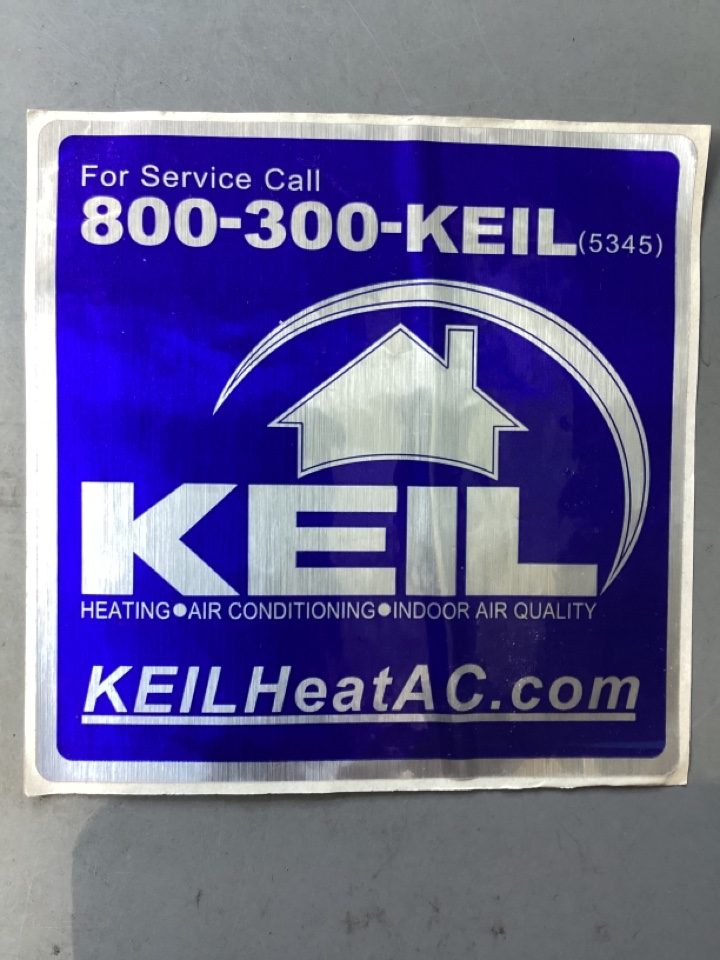 For Service Call
800-300-KEIL(5345)
KEIL
HEATING●AIR CONDITIONING●INDOOR AIR QUALITY
KEILHeatAC.com